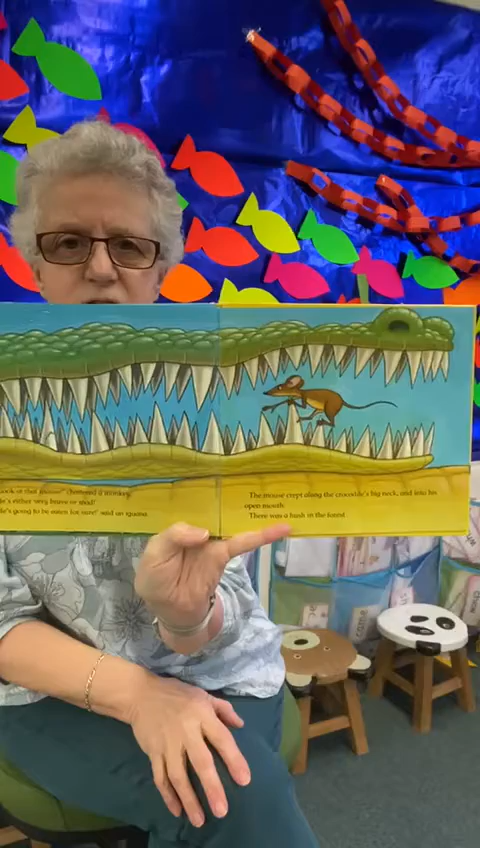 look at that mouse!" chattered a monkey.
He's either very brave or mad!"
He's going to be eaten for sure!" said an iguana.
The mouse crept along the crocodile's big neck, and into his
open mouth.
There was a hush in the forest.